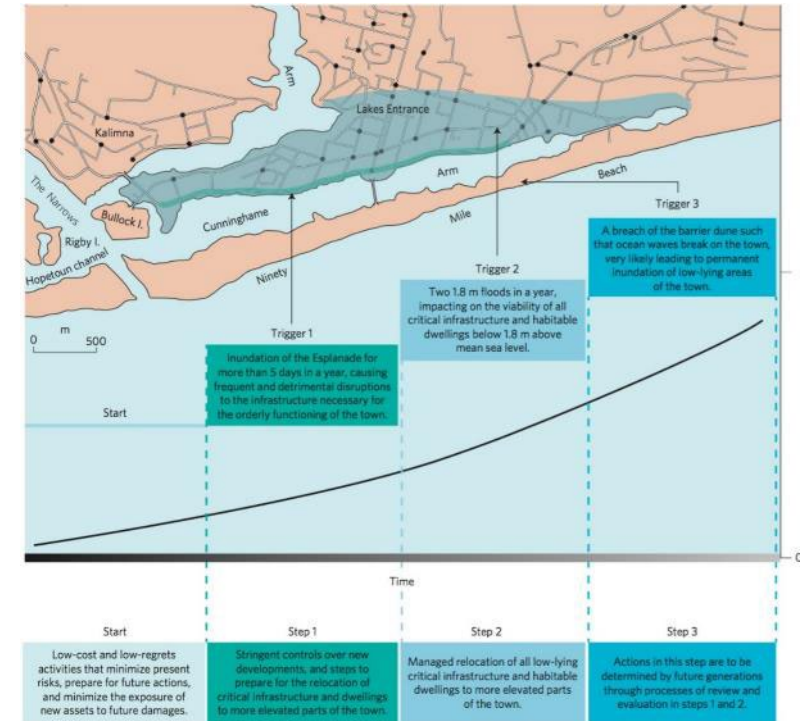 Arm
Lakes Entrance
Kalimna
The Narrows
Bullock I.
Rigby I.
Hopetoun channel
Cunninghame
Arm
Ninety
Mile
Beach
m
0 500
Trigger 3
A breach of the barrier dune such
that ocean waves break on the town,
very likely leading to permanent
inundation of low-lying areas
of the town.
Trigger 2
Two 1.8 m floods in a year,
impacting on the viability of all
critical infrastructure and habitable
dwellings below 1.8 m above
mean sea level.
Trigger 1
Inundation of the Esplanade for
more than 5 days in a year, causing
frequent and detrimental disruptions
to the infrastructure necessary for
the orderly functioning of the town.
Start
0
Time
Start
Low-cost and low-regrets
activities that minimize present
risks, prepare for future actions,
and minimize the exposure of
new assets to future damages.
Step 1
Stringent controls over new
developments, and steps to
prepare for the relocation of
critical infrastructure and dwellings
to more elevated parts of the town.
Step 2
Managed relocation of all low-lying
critical infrastructure and habitable
dwellings to more elevated parts
of the town.
Step 3
Actions in this step are to be
determined by future generations
through processes of review and
evaluation in steps 1 and 2.